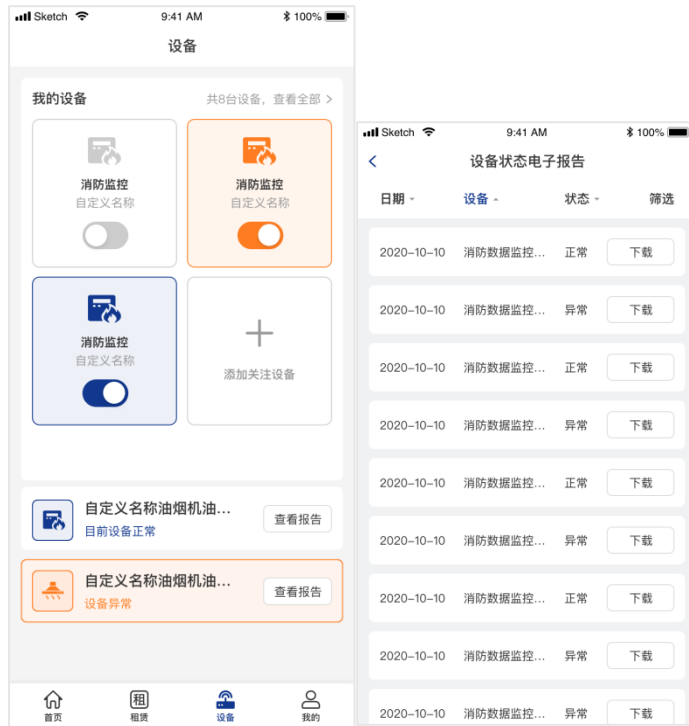 Sketch 9:41 AM 100%
设备
我的设备 共8台设备，查看全部 >
消防监控 消防监控
自定义名称 自定义名称
消防监控
自定义名称
添加关注设备
自定义名称油烟机油... 查看报告
目前设备正常
自定义名称油烟机油... 查看报告
设备异常
首页 租赁 设备 我的
租
Sketch 9:41 AM 100%
设备状态电子报告
日期 设备 状态 筛选
2020-10-10 消防数据监控... 正常 下载
2020-10-10 消防数据监控... 异常 下载
2020-10-10 消防数据监控... 正常 下载
2020-10-10 消防数据监控... 异常 下载
2020-10-10 消防数据监控... 正常 下载
2020-10-10 消防数据监控... 异常 下载
2020-10-10 消防数据监控... 正常 下载
2020-10-10 消防数据监控... 异常 下载
2020-10-10 消防数据监控... 异常 下载